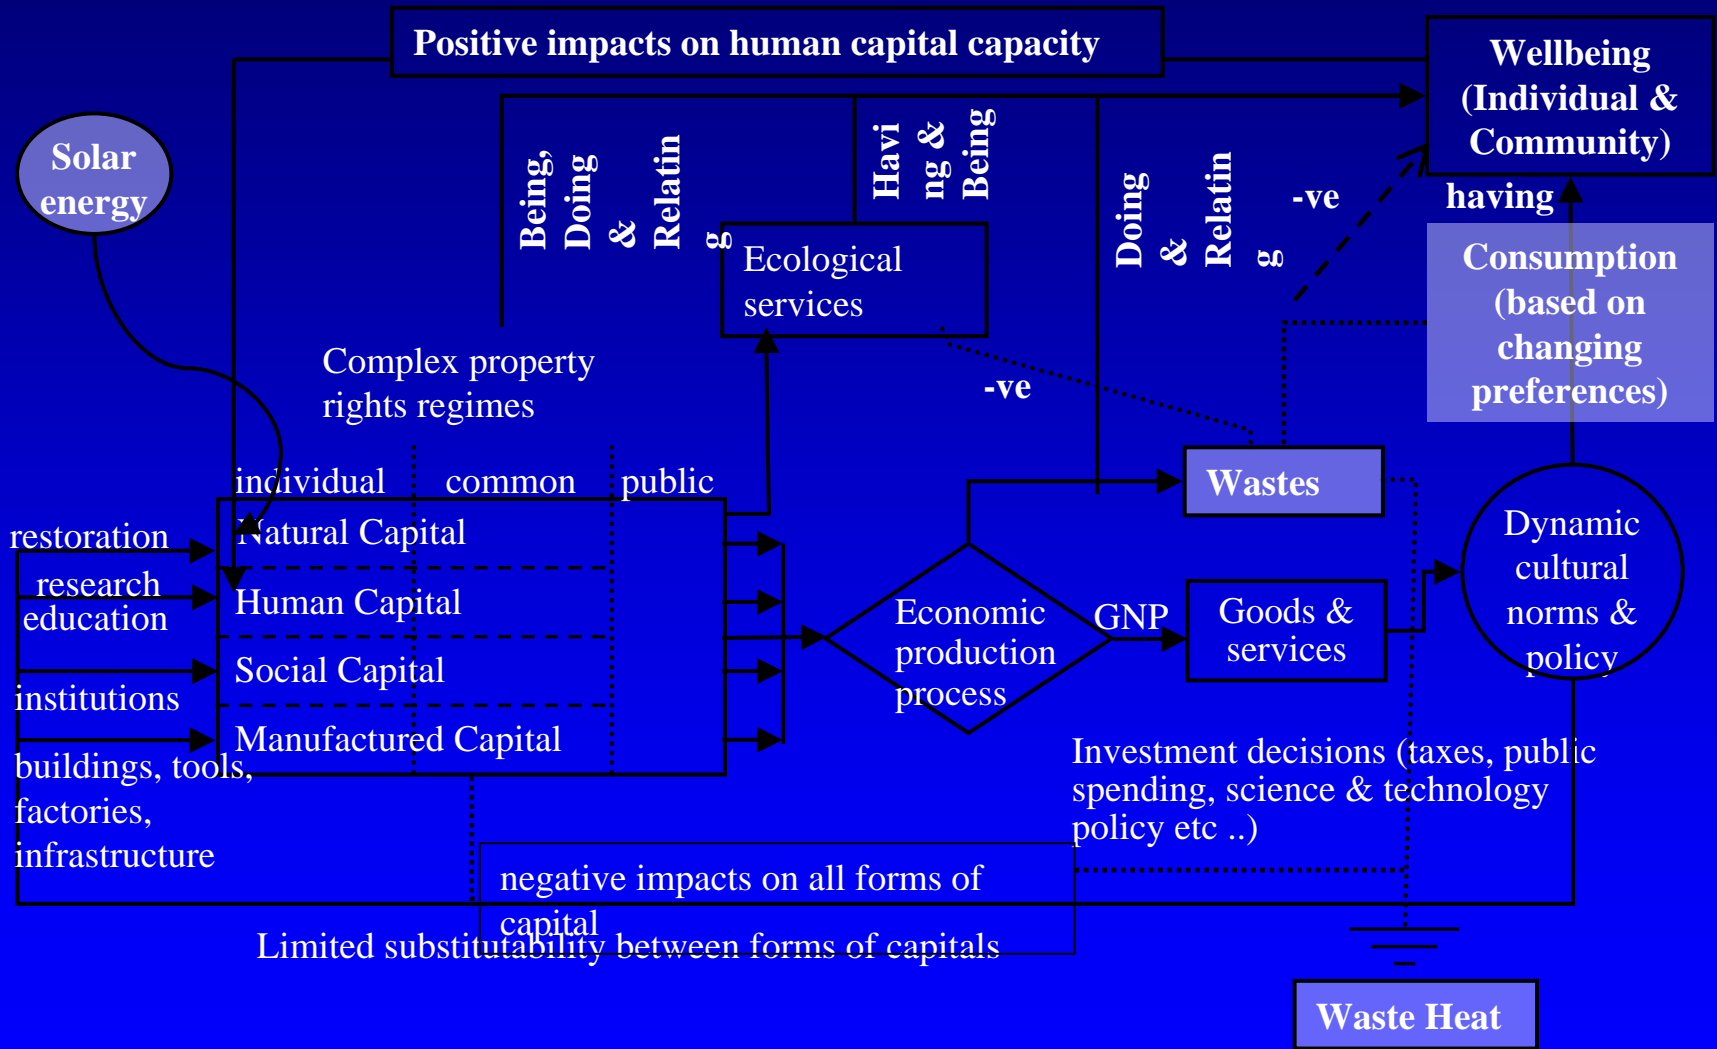 Positive impacts on human capital capacity
Wellbeing
(Individual &
Community)
Solar
energy
Being,
Doing
&
Relatin
g
Havi
ng &
Being
Doing
&
Relatin
g
-ve
having
Ecological
services
Consumption
(based on
changing
preferences)
Complex property
rights regimes
-ve
individual
common
public
Wastes
restoration
research
education
institutions
buildings, tools,
factories,
infrastructure
Natural Capital
Human Capital
Social Capital
Manufactured Capital
Economic
production
process
GNP
Goods &
services
Dynamic
cultural
norms &
policy
Investment decisions (taxes, public
spending, science & technology
policy etc ..)
negative impacts on all forms of
capital
Limited substitutability between forms of capitals
Waste Heat